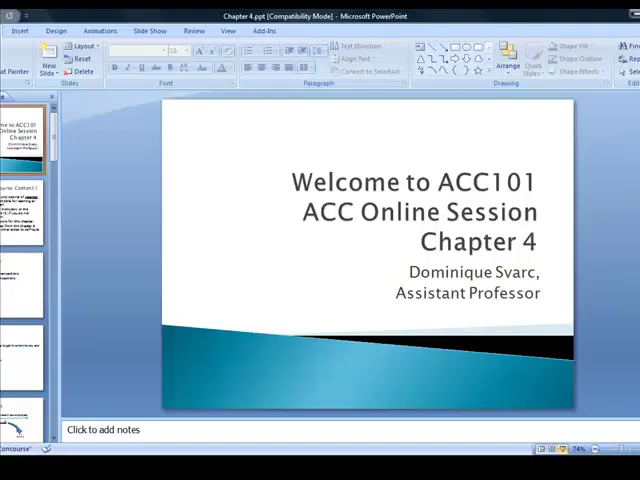 Chapter 4.ppt [Compatibility Mode] - Microsoft PowerPoint
Insert Design Animations Slide Show Review View Add-Ins
Layout
Reset
Delete
New Slide
at Painter
Slides
Font
Paragraph
Text Direction
Align Text
Convert to SmartArt
Arrange
Quick Styles
Shape Fill
Shape Outline
Shape Effects
Drawing
Welcome to ACC101
ACC Online Session
Chapter 4
Dominique Svarc,
Assistant Professor
Click to add notes
oncourse"
74%